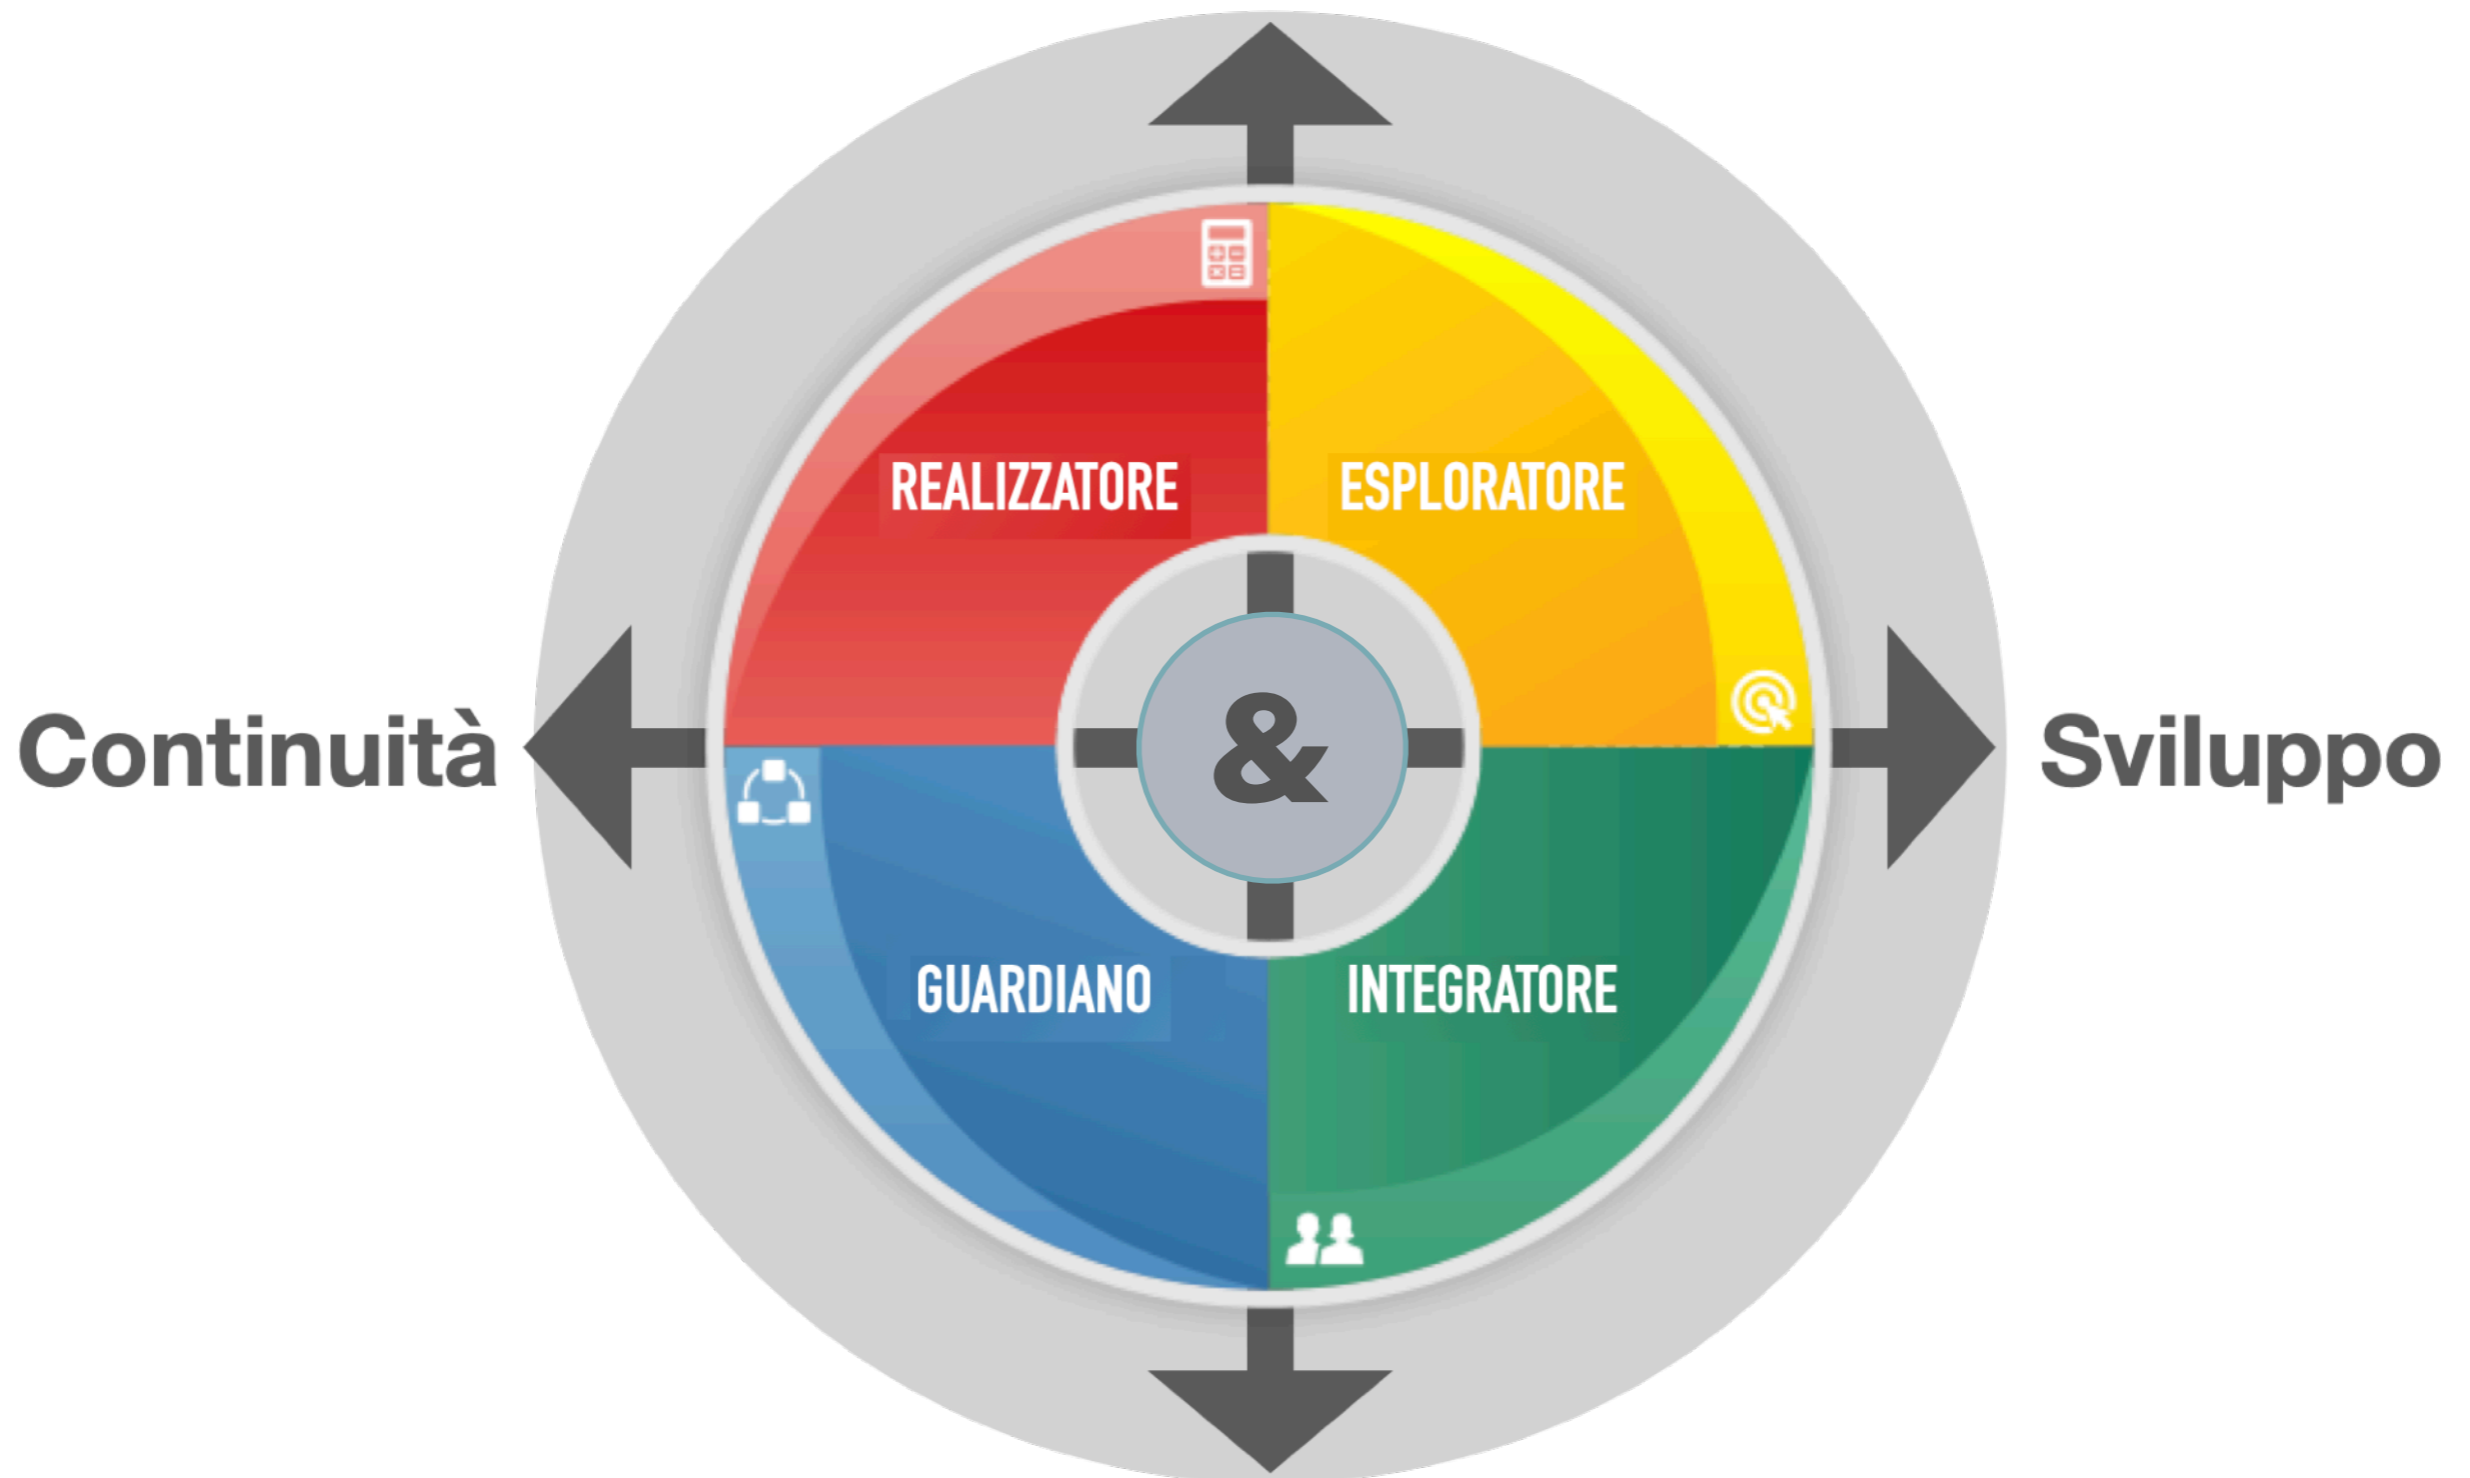 REALIZZATORE
ESPLORATORE
Continuità
&
Sviluppo
GUARDIANO
INTEGRATORE